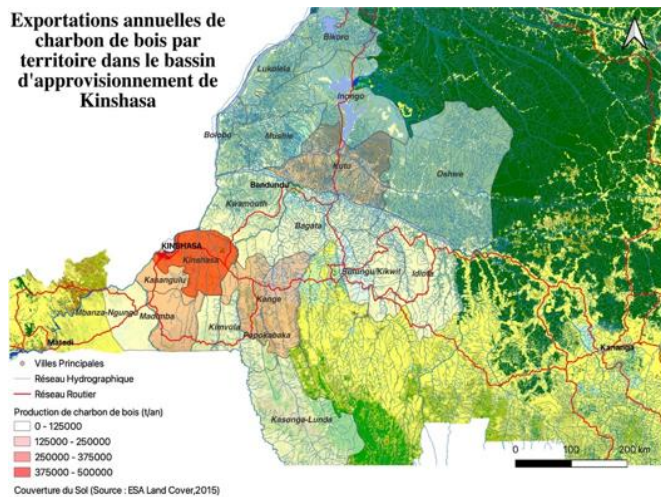 Exportations annuelles de
charbon de bois par
territoire dans le bassin
d'approvisionnement de
Kinshasa
Bikoro
Lukolela
Inongo
Bolobo
Mushie
Kutu
Oshwe
Bandundu
Kwamouth
Bagata
KINSHASA
Kinshasa
Bulungu/Kikwit
Idiofa
Kasangulu
Kenge
Mbanza-Ngungu
Madimba
Kimvula
Popokabaka
Matadi
Kananga
Kasongo-Lunda
Villes Principales
Réseau Hydrographique
Réseau Routier
Production de charbon de bois (t/an)
0 - 125000
125000 - 250000
250000 - 375000
375000 - 500000
0 100 200 km
Couverture du Sol (Source : ESA Land Cover,2015)